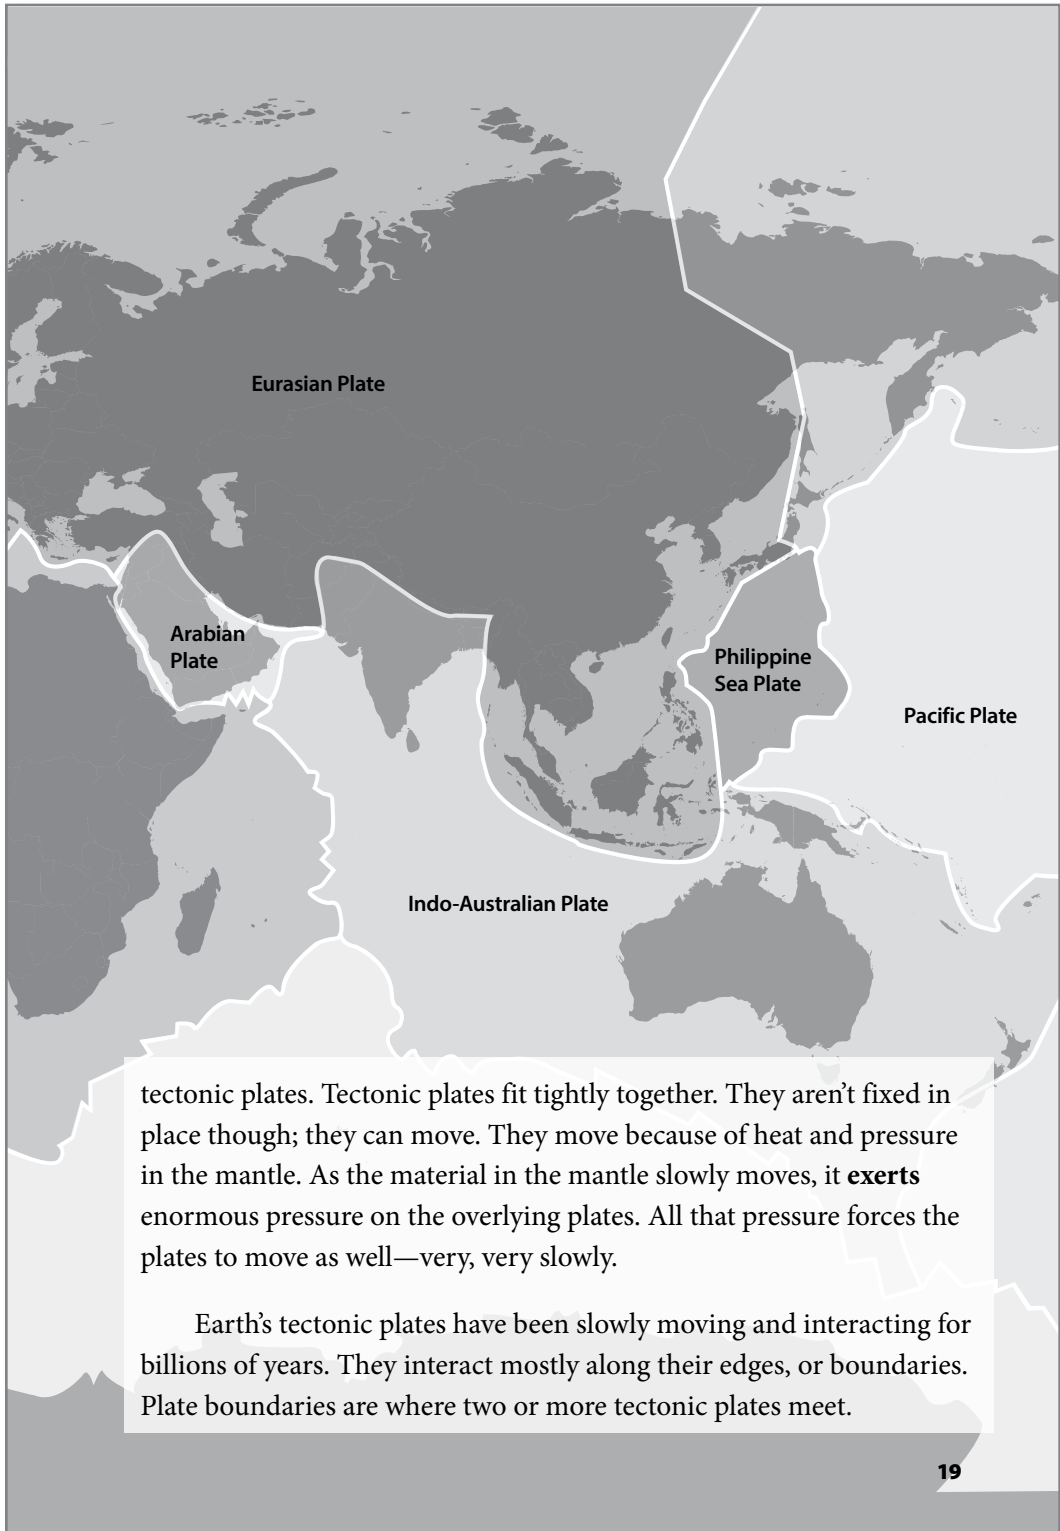 Eurasian Plate
Arabian
Plate
Philippine
Sea Plate
Pacific Plate
Indo-Australian Plate
tectonic plates. Tectonic plates fit tightly together. They aren’t fixed in
place though; they can move. They move because of heat and pressure
in the mantle. As the material in the mantle slowly moves, it exerts
enormous pressure on the overlying plates. All that pressure forces the
plates to move as well—very, very slowly.
Earth’s tectonic plates have been slowly moving and interacting for
billions of years. They interact mostly along their edges, or boundaries.
Plate boundaries are where two or more tectonic plates meet.
19